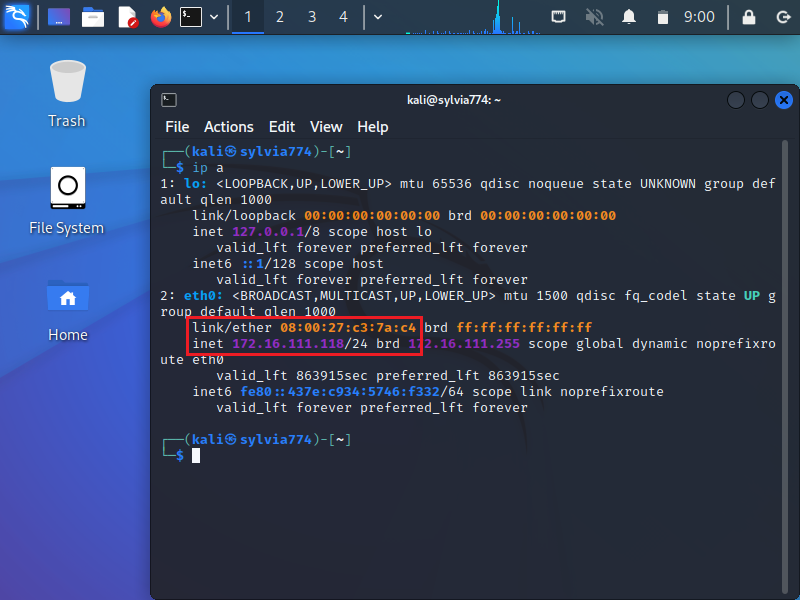 1 2 3 4
9:00
Trash
File System
Home
kali@sylvia774: ~
File Actions Edit View Help
┌──(kali㉿sylvia774)-[~]
└─$ ip a
1: lo: <LOOPBACK,UP,LOWER_UP> mtu 65536 qdisc noqueue state UNKNOWN group def
ault qlen 1000
    link/loopback 00:00:00:00:00:00 brd 00:00:00:00:00:00
    inet 127.0.0.1/8 scope host lo
       valid_lft forever preferred_lft forever
    inet6 ::1/128 scope host
       valid_lft forever preferred_lft forever
2: eth0: <BROADCAST,MULTICAST,UP,LOWER_UP> mtu 1500 qdisc fq_codel state UP g
roup default qlen 1000
    link/ether 08:00:27:c3:7a:c4 brd ff:ff:ff:ff:ff:ff
    inet 172.16.111.118/24 brd 172.16.111.255 scope global dynamic noprefixro
ute eth0
       valid_lft 863915sec preferred_lft 863915sec
    inet6 fe80::437e:c934:5746:f332/64 scope link noprefixroute
       valid_lft forever preferred_lft forever
┌──(kali㉿sylvia774)-[~]
└─$